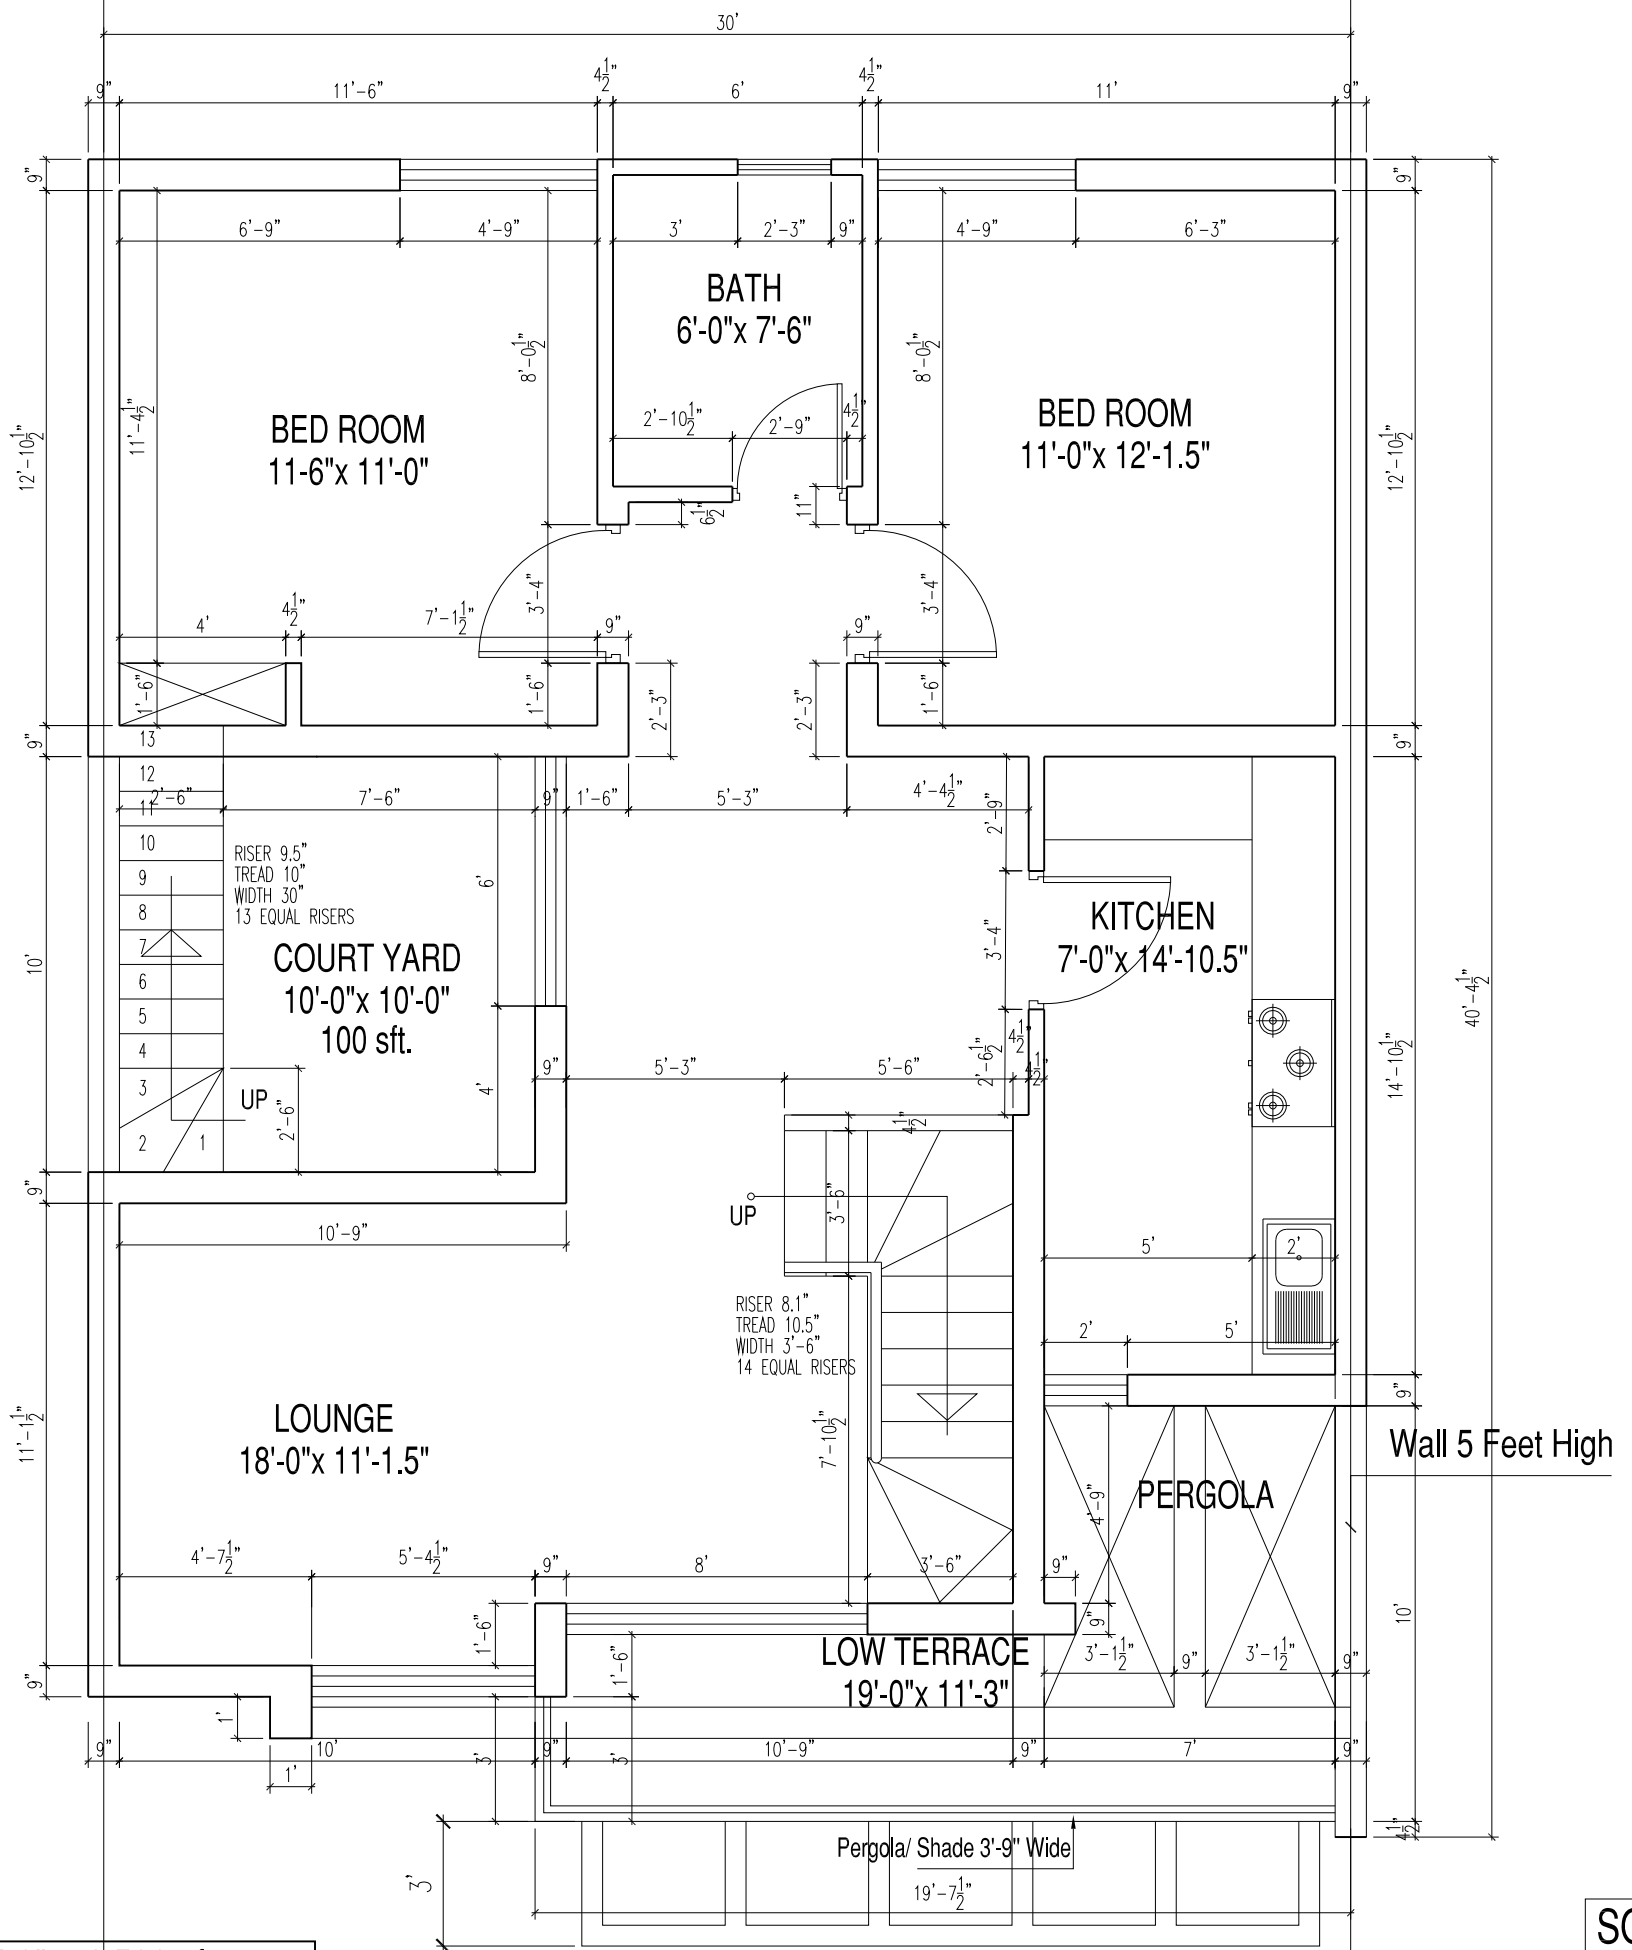 30'
9" 11'-6" 4½" 6' 4½" 11' 9"
9" 9"
6'-9" 4'-9" 3' 2'-3" 9" 4'-9" 6'-3"
BATH
6'-0"x 7'-6"
8'-0½" 8'-0½"
BED ROOM
11-6"x 11'-0"
BED ROOM
11'-0"x 12'-1.5"
12'-10½" 11'-4½" 2'-10½" 2'-9" 4½" 12'-10½"
6½" 11"
3'-4" 3'-4"
4' 4½" 7'-1½" 9" 9"
1'-6" 1'-6" 2'-3" 2'-3" 1'-6"
9" 13 9"
12
2'-6" 7'-6" 9" 1'-6" 5'-3" 4'-4½" 2'-9"
11
10
RISER 9.5"
TREAD 10"
WIDTH 30"
13 EQUAL RISERS
9
8
7
6
5
4
3
2 1
6'
10'
COURT YARD
10'-0"x 10'-0"
100 sft.
3'-4"
KITCHEN
7'-0"x 14'-10.5"
40'-4½"
14'-10½"
2'-6½" 4½" 4½"
9" 5'-3" 5'-6"
UP
2'-6" 4' 4½"
9"
UP
3'-6"
10'-9"
5' 2'
RISER 8.1"
TREAD 10.5"
WIDTH 3'-6"
14 EQUAL RISERS
2' 5'
9"
11'-1½"
LOUNGE
18'-0"x 11'-1.5"
7'-10½"
Wall 5 Feet High
PERGOLA
4'-9"
4'-7½" 5'-4½" 9" 8' 3'-6" 9"
10'
1'-6" 1'-6" 9"
LOW TERRACE
19'-0"x 11'-3"
3'-1½" 9" 3'-1½" 9"
9" 1'
9" 10' 9" 10'-9" 9" 7' 9"
1' 3' 3'
4½"
Pergola/ Shade 3'-9" Wide
3'
19'-7½"